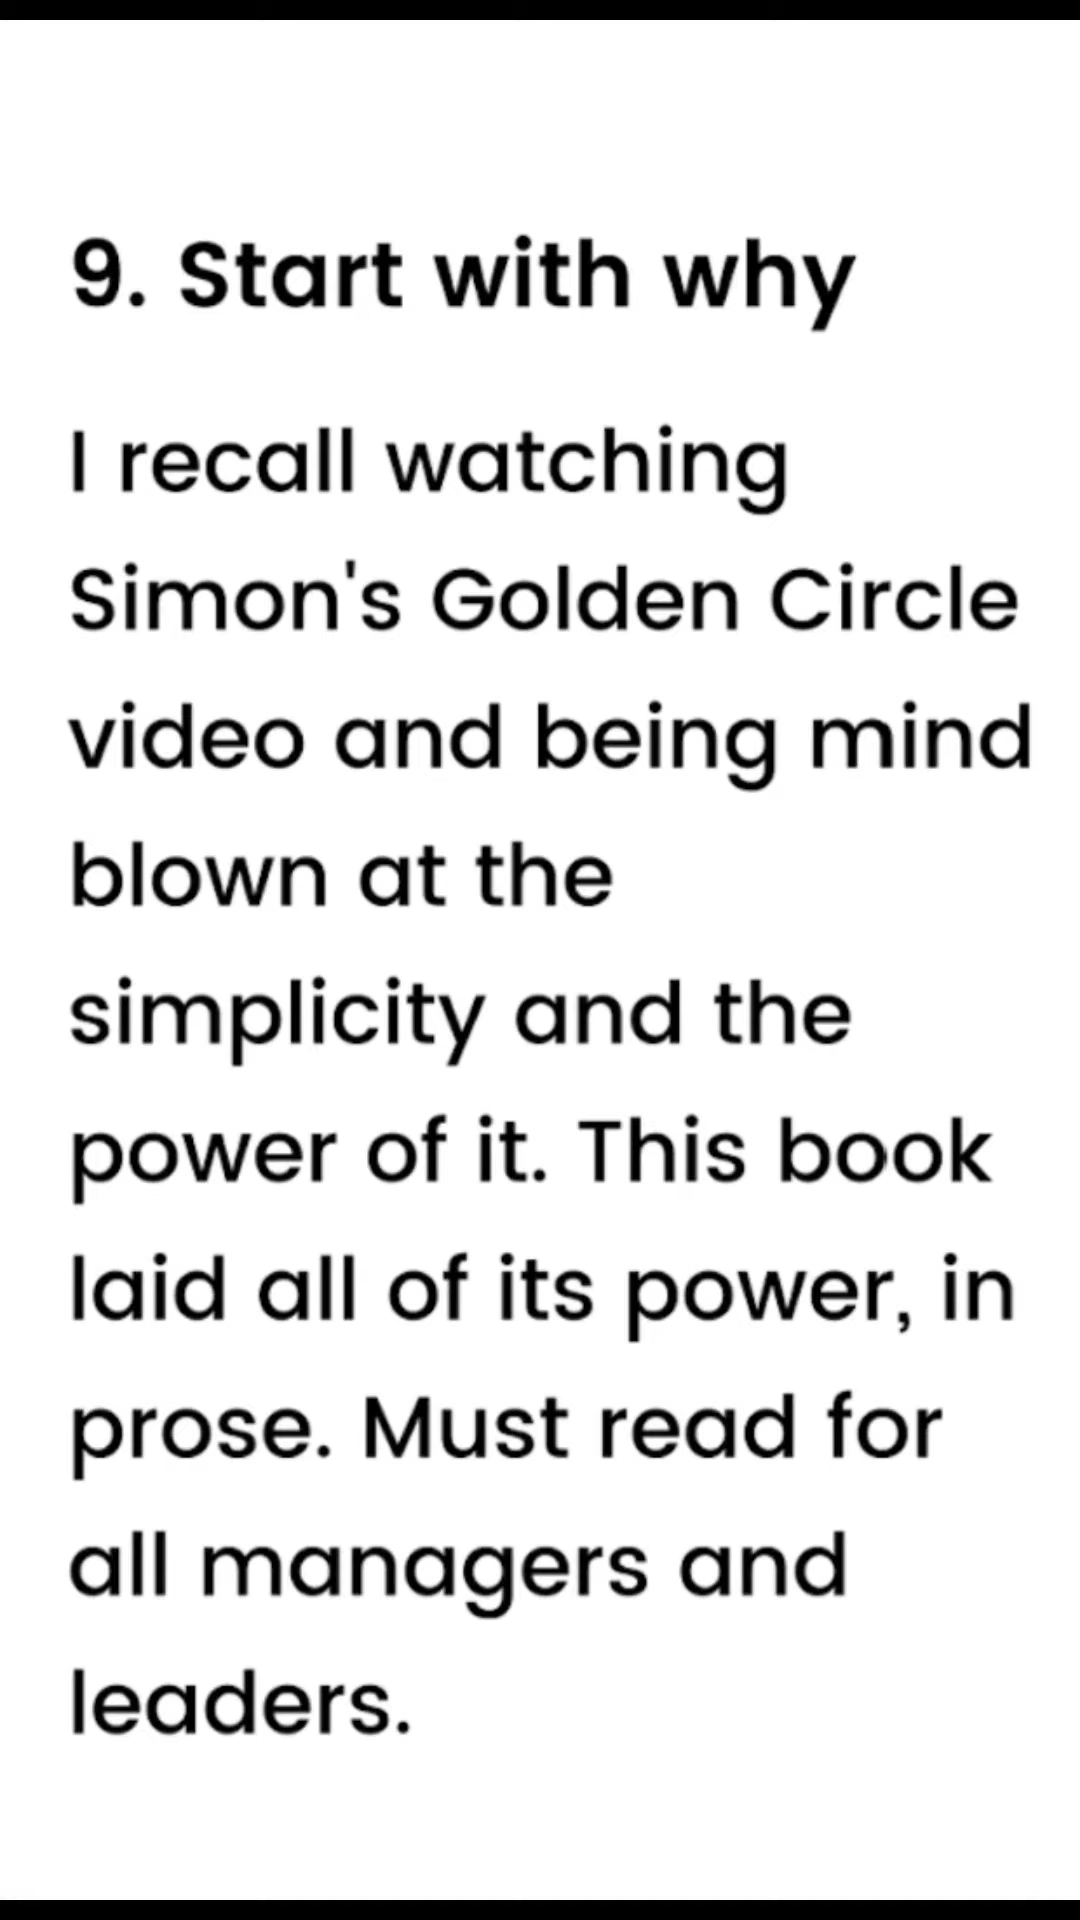 9. Start with why
I recall watching
Simon's Golden Circle
video and being mind
blown at the
simplicity and the
power of it. This book
laid all of its power, in
prose. Must read for
all managers and
leaders.